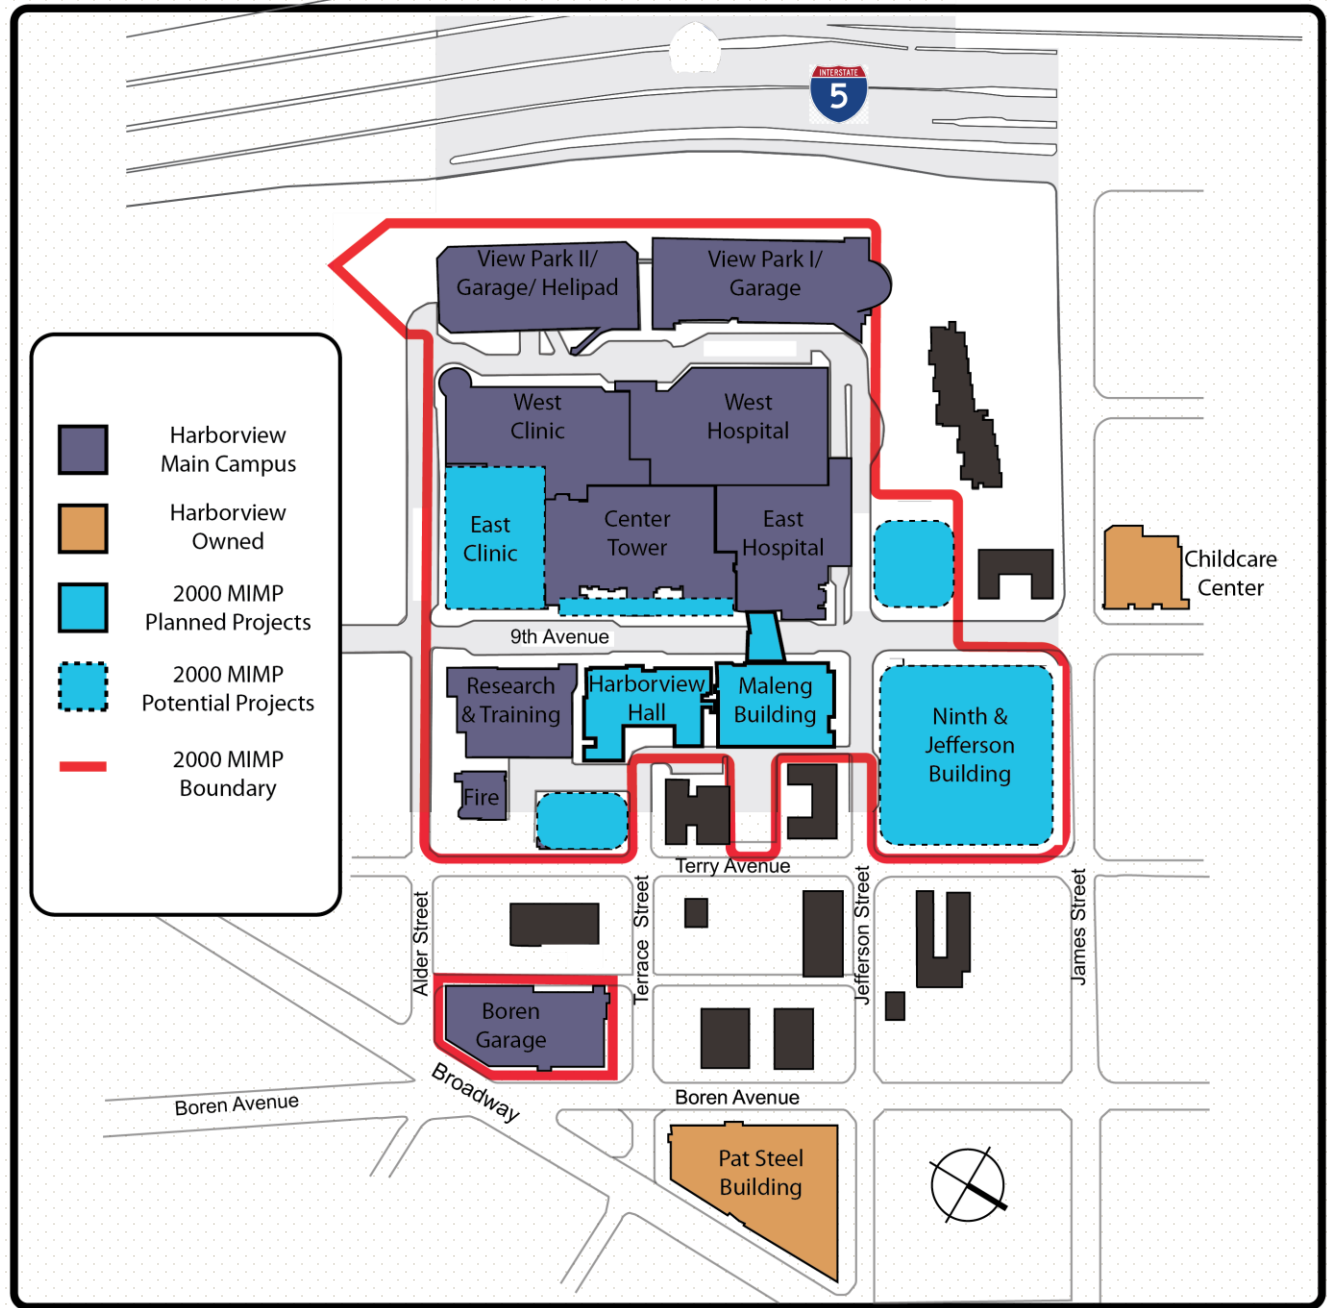 INTERSTATE
5
View Park II/
Garage/ Helipad
View Park I/
Garage
West
Clinic
West
Hospital
East
Clinic
Center
Tower
East
Hospital
Childcare
Center
9th Avenue
Research
& Training
Harborview
Hall
Maleng
Building
Ninth &
Jefferson
Building
Fire
Terry Avenue
Alder Street
Terrace Street
Jefferson Street
James Street
Boren
Garage
Broadway
Boren Avenue
Boren Avenue
Pat Steel
Building
Harborview
Main Campus
Harborview
Owned
2000 MIMP
Planned Projects
2000 MIMP
Potential Projects
2000 MIMP
Boundary